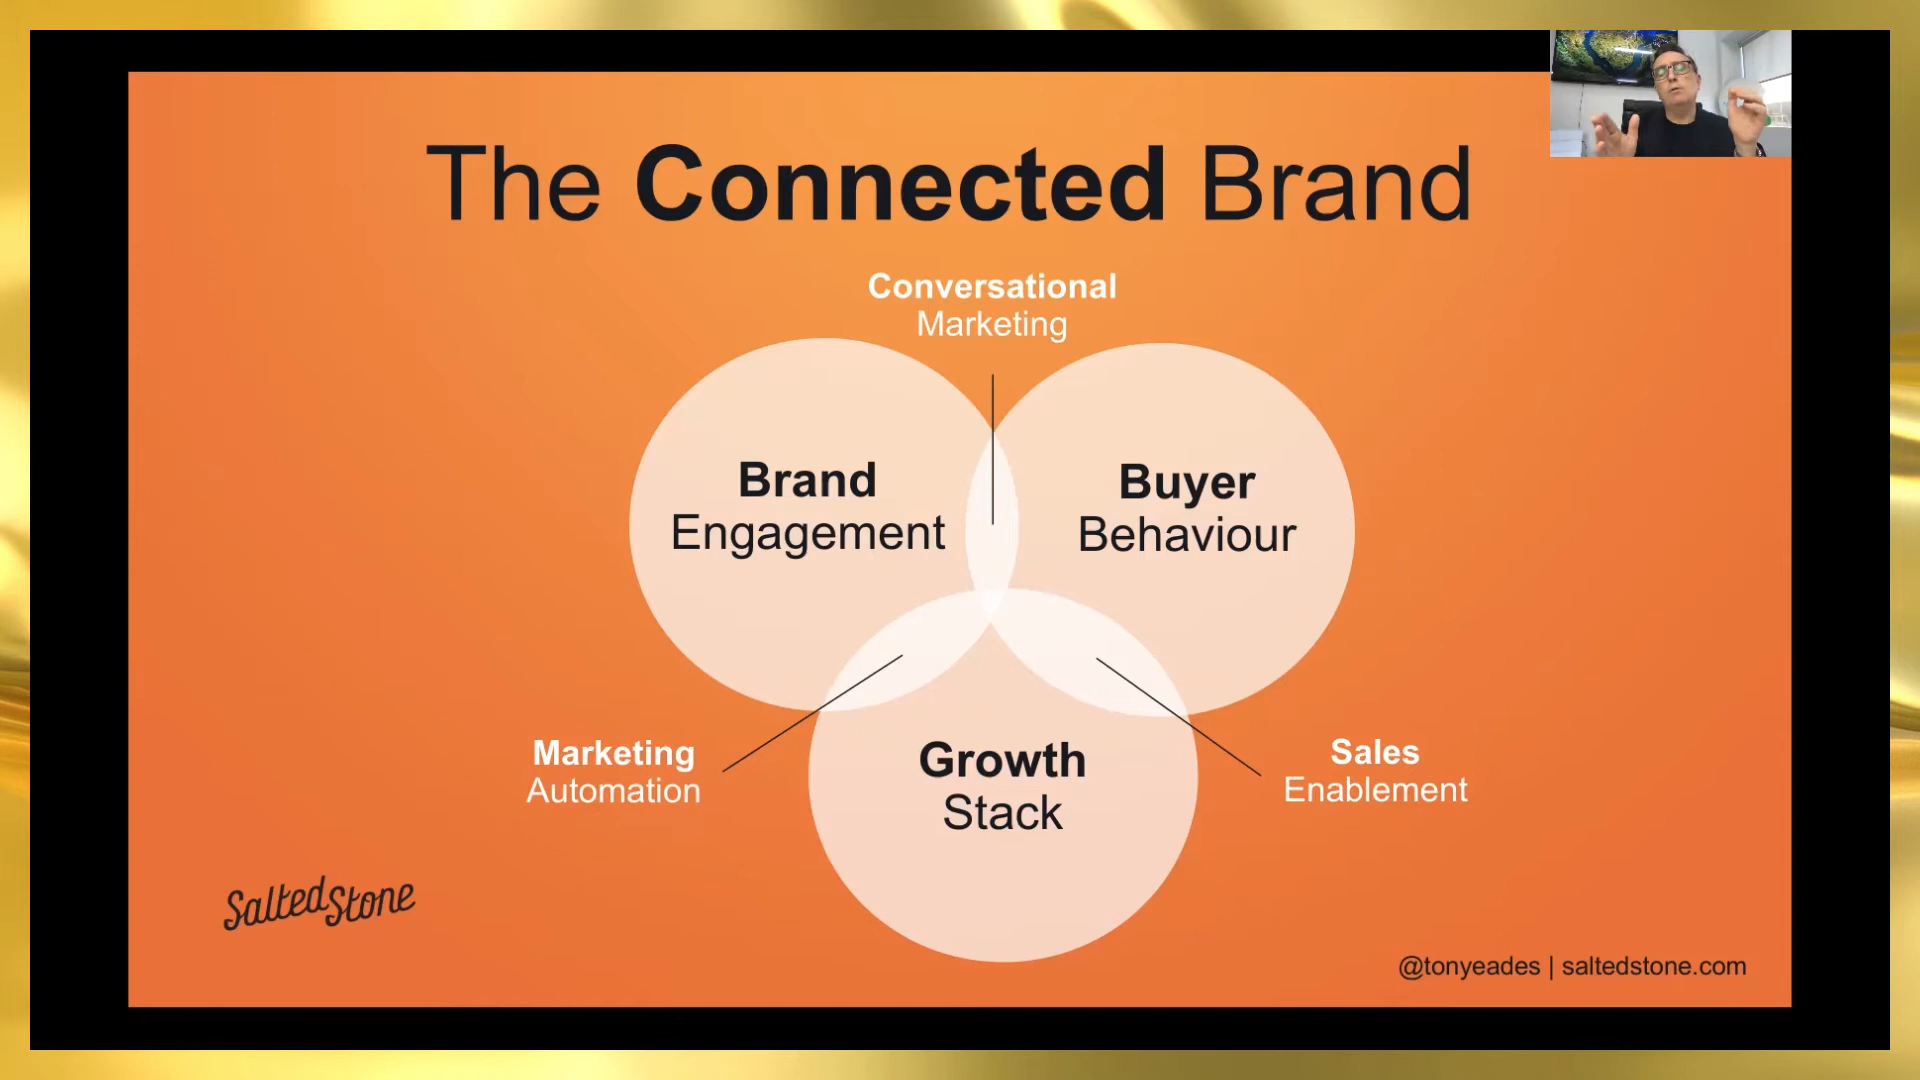 The Connected Brand
Conversational
Marketing
Brand
Engagement
Buyer
Behaviour
Growth
Stack
Marketing
Automation
Sales
Enablement
SaltedStone
@tonyeades | saltedstone.com